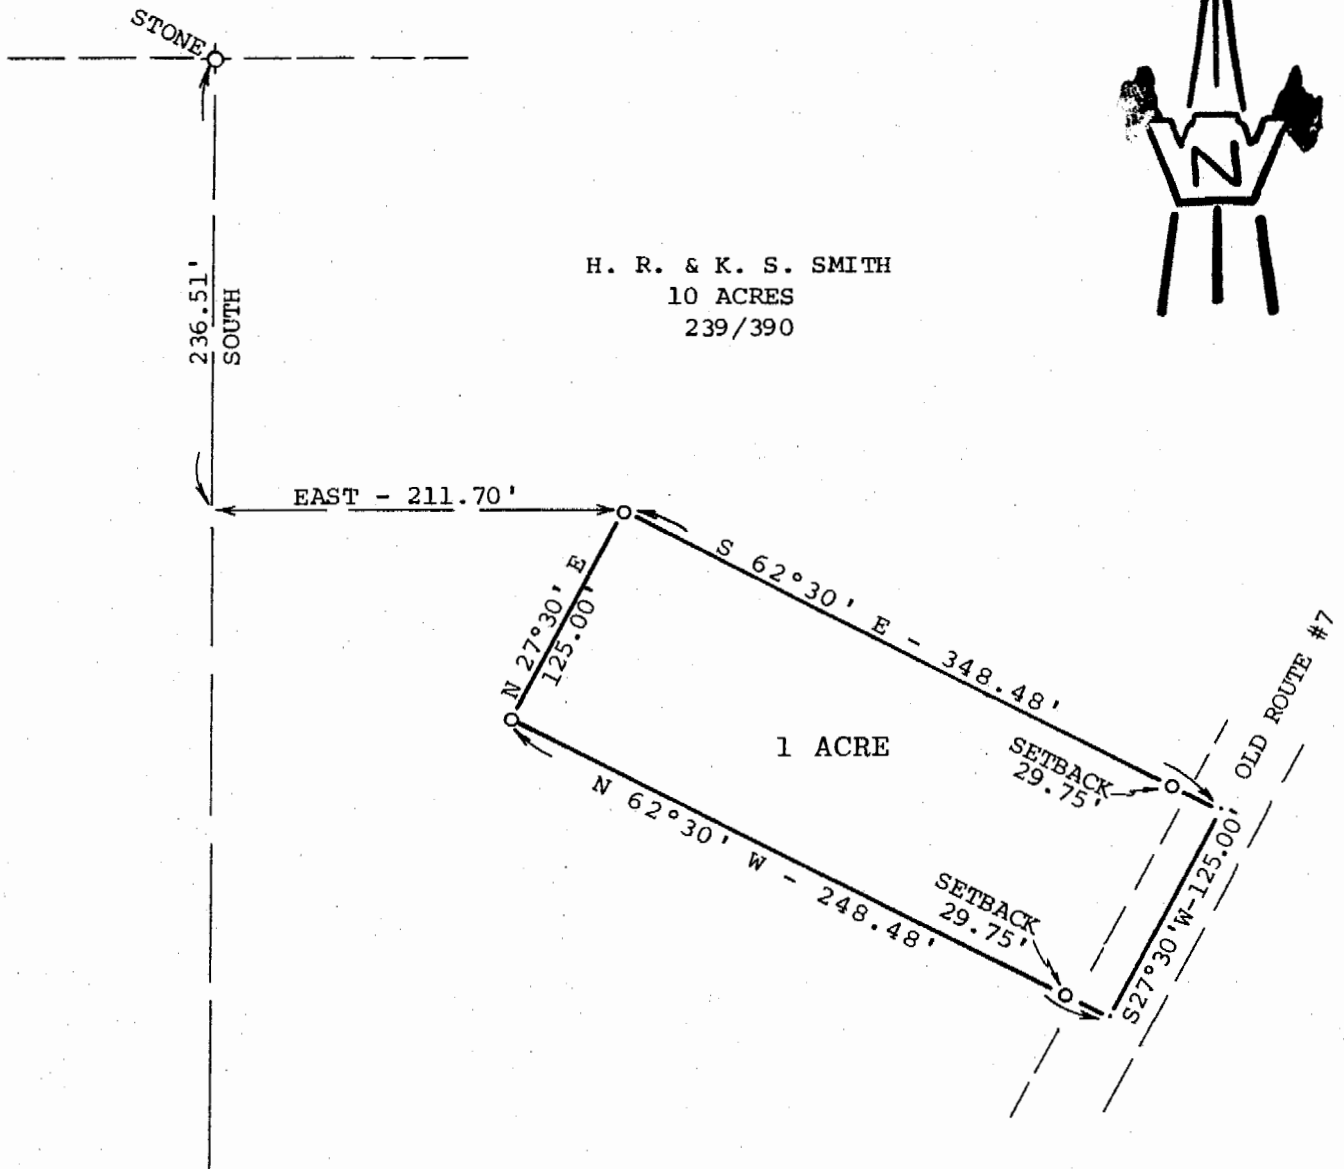 STONE
N
236.51'
SOUTH
H. R. & K. S. SMITH
10 ACRES
239/390
EAST - 211.70'
S 62°30' E - 348.48'
N 27°30' E
125.00'
1 ACRE
SETBACK
29.75'
OLD ROUTE #7
N 62°30' W - 248.48'
SETBACK
29.75'
S27°30'W-125.00'